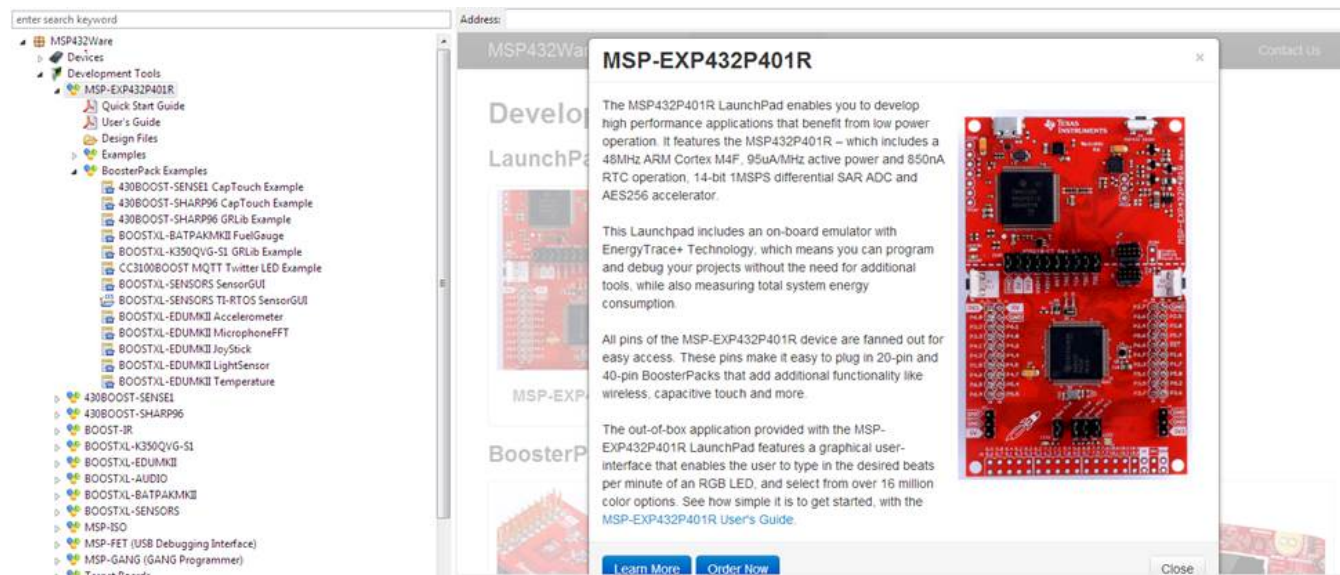 enter search keyword
Address:
MSP432Ware
Devices
Development Tools
MSP-EXP432P401R
Quick Start Guide
User's Guide
Design Files
Examples
BoosterPack Examples
430BOOST-SENSE1 CapTouch Example
430BOOST-SHARP96 CapTouch Example
430BOOST-SHARP96 GRLib Example
BOOSTXL-BATPAKMKII FuelGauge
BOOSTXL-K350QVG-S1 GRLib Example
CC3100BOOST MQTT Twitter LED Example
BOOSTXL-SENSORS SensorGUI
BOOSTXL-SENSORS TI-RTOS SensorGUI
BOOSTXL-EDUMKII Accelerometer
BOOSTXL-EDUMKII MicrophoneFFT
BOOSTXL-EDUMKII JoyStick
BOOSTXL-EDUMKII LightSensor
BOOSTXL-EDUMKII Temperature
430BOOST-SENSE1
430BOOST-SHARP96
BOOST-IR
BOOSTXL-K350QVG-S1
BOOSTXL-EDUMKII
BOOSTXL-AUDIO
BOOSTXL-BATPAKMKII
BOOSTXL-SENSORS
MSP-ISO
MSP-FET (USB Debugging Interface)
MSP-GANG (GANG Programmer)
Target Boards
MSP432War
Contact Us
Develo
LaunchPa
MSP-EXP
BoosterP
MSP-EXP432P401R
×
The MSP432P401R LaunchPad enables you to develop
high performance applications that benefit from low power
operation. It features the MSP432P401R – which includes a
48MHz ARM Cortex M4F, 95uA/MHz active power and 850nA
RTC operation, 14-bit 1MSPS differential SAR ADC and
AES256 accelerator.
This Launchpad includes an on-board emulator with
EnergyTrace+ Technology, which means you can program
and debug your projects without the need for additional
tools, while also measuring total system energy
consumption.
All pins of the MSP-EXP432P401R device are fanned out for
easy access. These pins make it easy to plug in 20-pin and
40-pin BoosterPacks that add additional functionality like
wireless, capacitive touch and more.
The out-of-box application provided with the MSP-
EXP432P401R LaunchPad features a graphical user-
interface that enables the user to type in the desired beats
per minute of an RGB LED, and select from over 16 million
color options. See how simple it is to get started, with the
MSP-EXP432P401R User's Guide.
TEXAS
INSTRUMENTS
MSP-EXP432P401R
Learn More
Order Now
Close